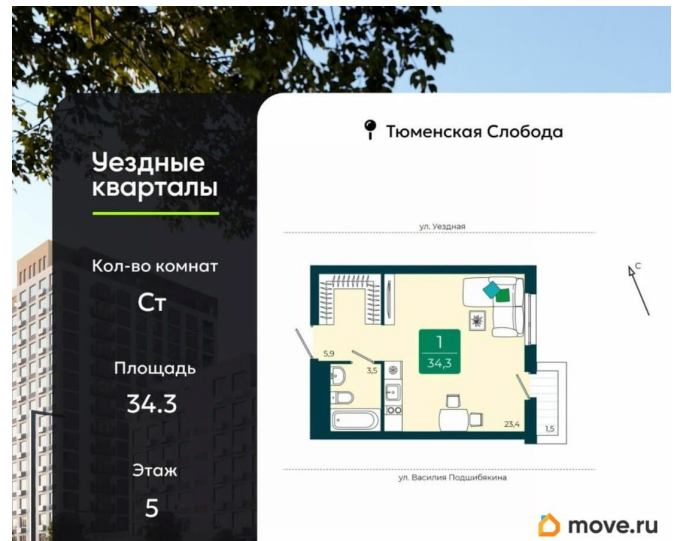 Уездные
кварталы
Кол-во комнат
Ст
Площадь
34.3
Этаж
5
Тюменская Слобода
ул. Уездная
С
5,9
3,5
1
34,3
23,4
1,5
ул. Василия Подшибякина
move.ru